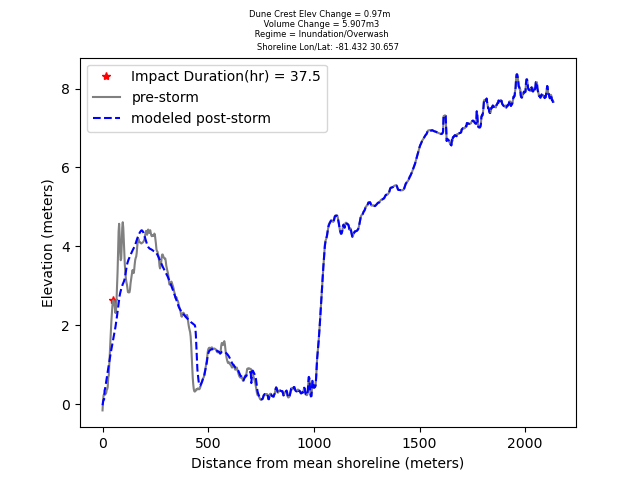 Dune Crest Elev Change = 0.97m
Volume Change = 5.907m3
Regime = Inundation/Overwash
Shoreline Lon/Lat: -81.432 30.657
Impact Duration(hr) = 37.5
pre-storm
modeled post-storm
Elevation (meters)
8
6
4
2
0
0 500 1000 1500 2000
Distance from mean shoreline (meters)